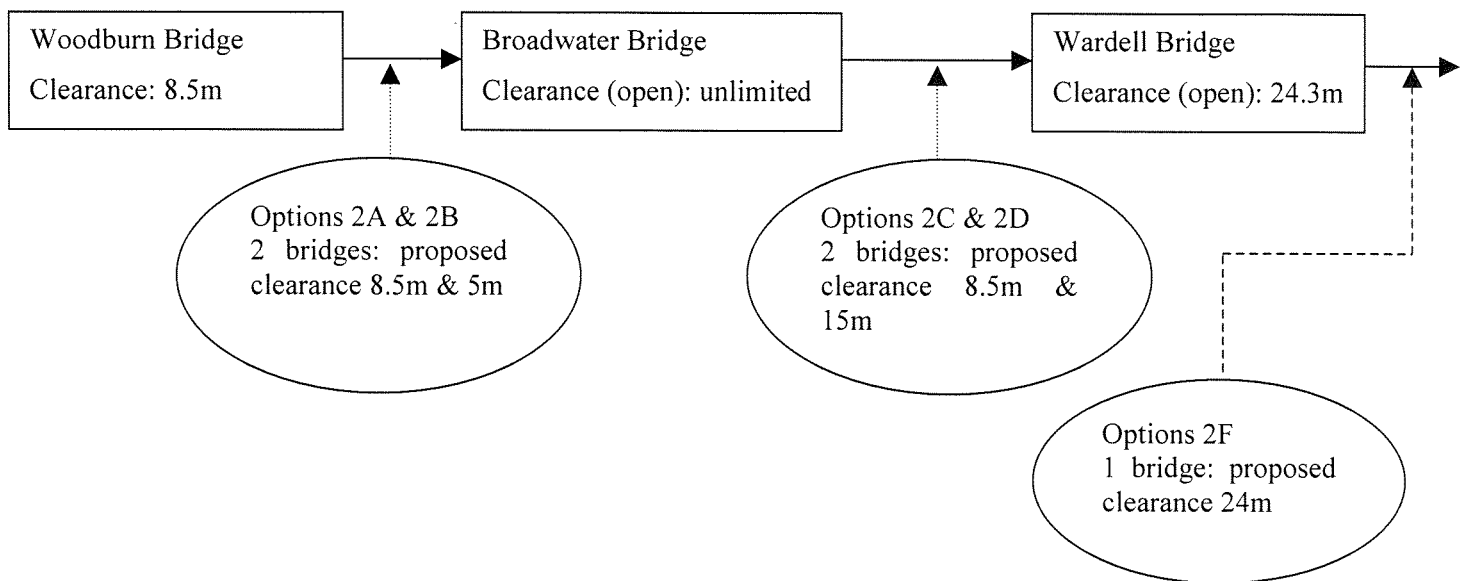 Woodburn Bridge
Clearance: 8.5m
Broadwater Bridge
Clearance (open): unlimited
Wardell Bridge
Clearance (open): 24.3m
Options 2A & 2B
2 bridges: proposed
clearance 8.5m & 5m
Options 2C & 2D
2 bridges: proposed
clearance 8.5m &
15m
Options 2F
1 bridge: proposed
clearance 24m